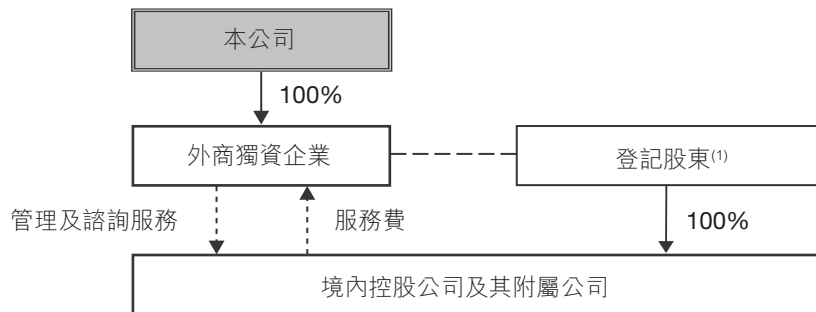 本公司
100%
外商獨資企業
登記股東(1)
管理及諮詢服務
服務費
100%
境內控股公司及其附屬公司